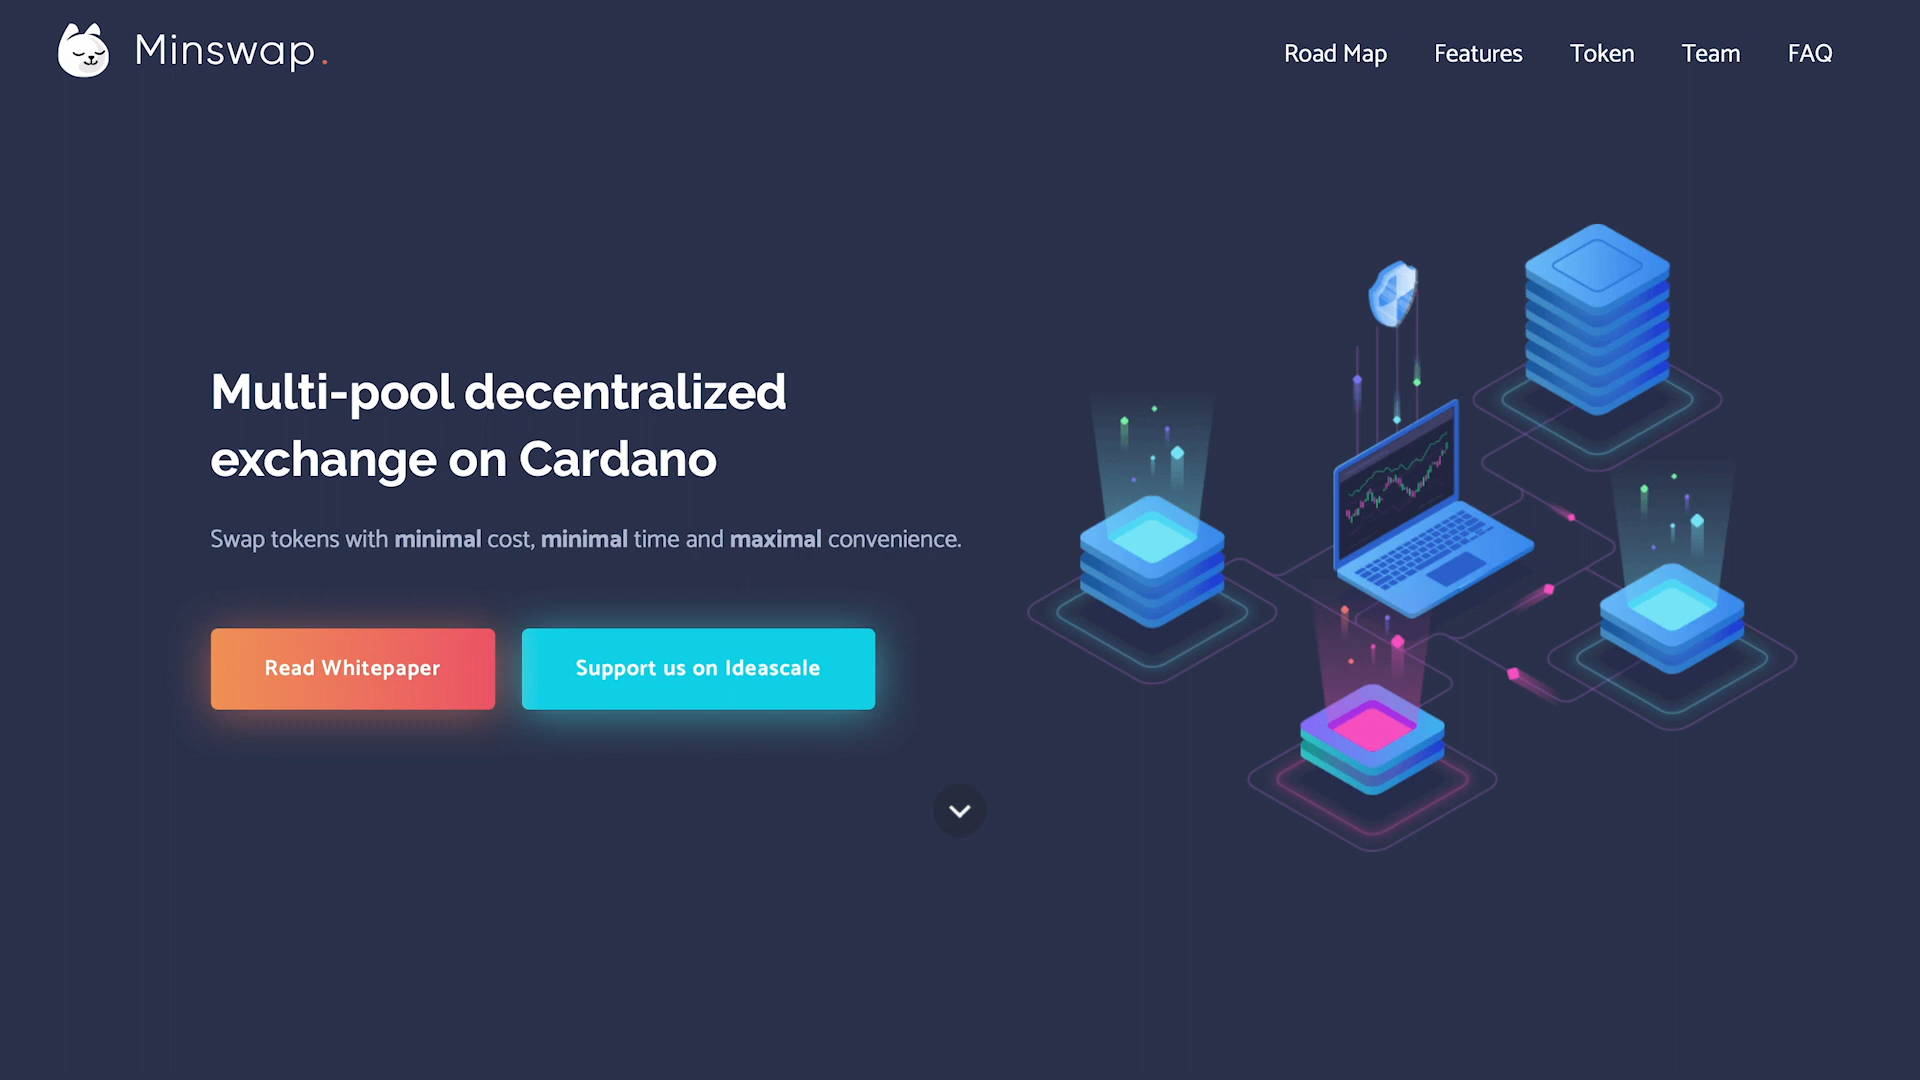 Minswap.
Road Map
Features
Token
Team
FAQ
Multi-pool decentralized
exchange on Cardano
Swap tokens with minimal cost, minimal time and maximal convenience.
Read Whitepaper
Support us on Ideascale